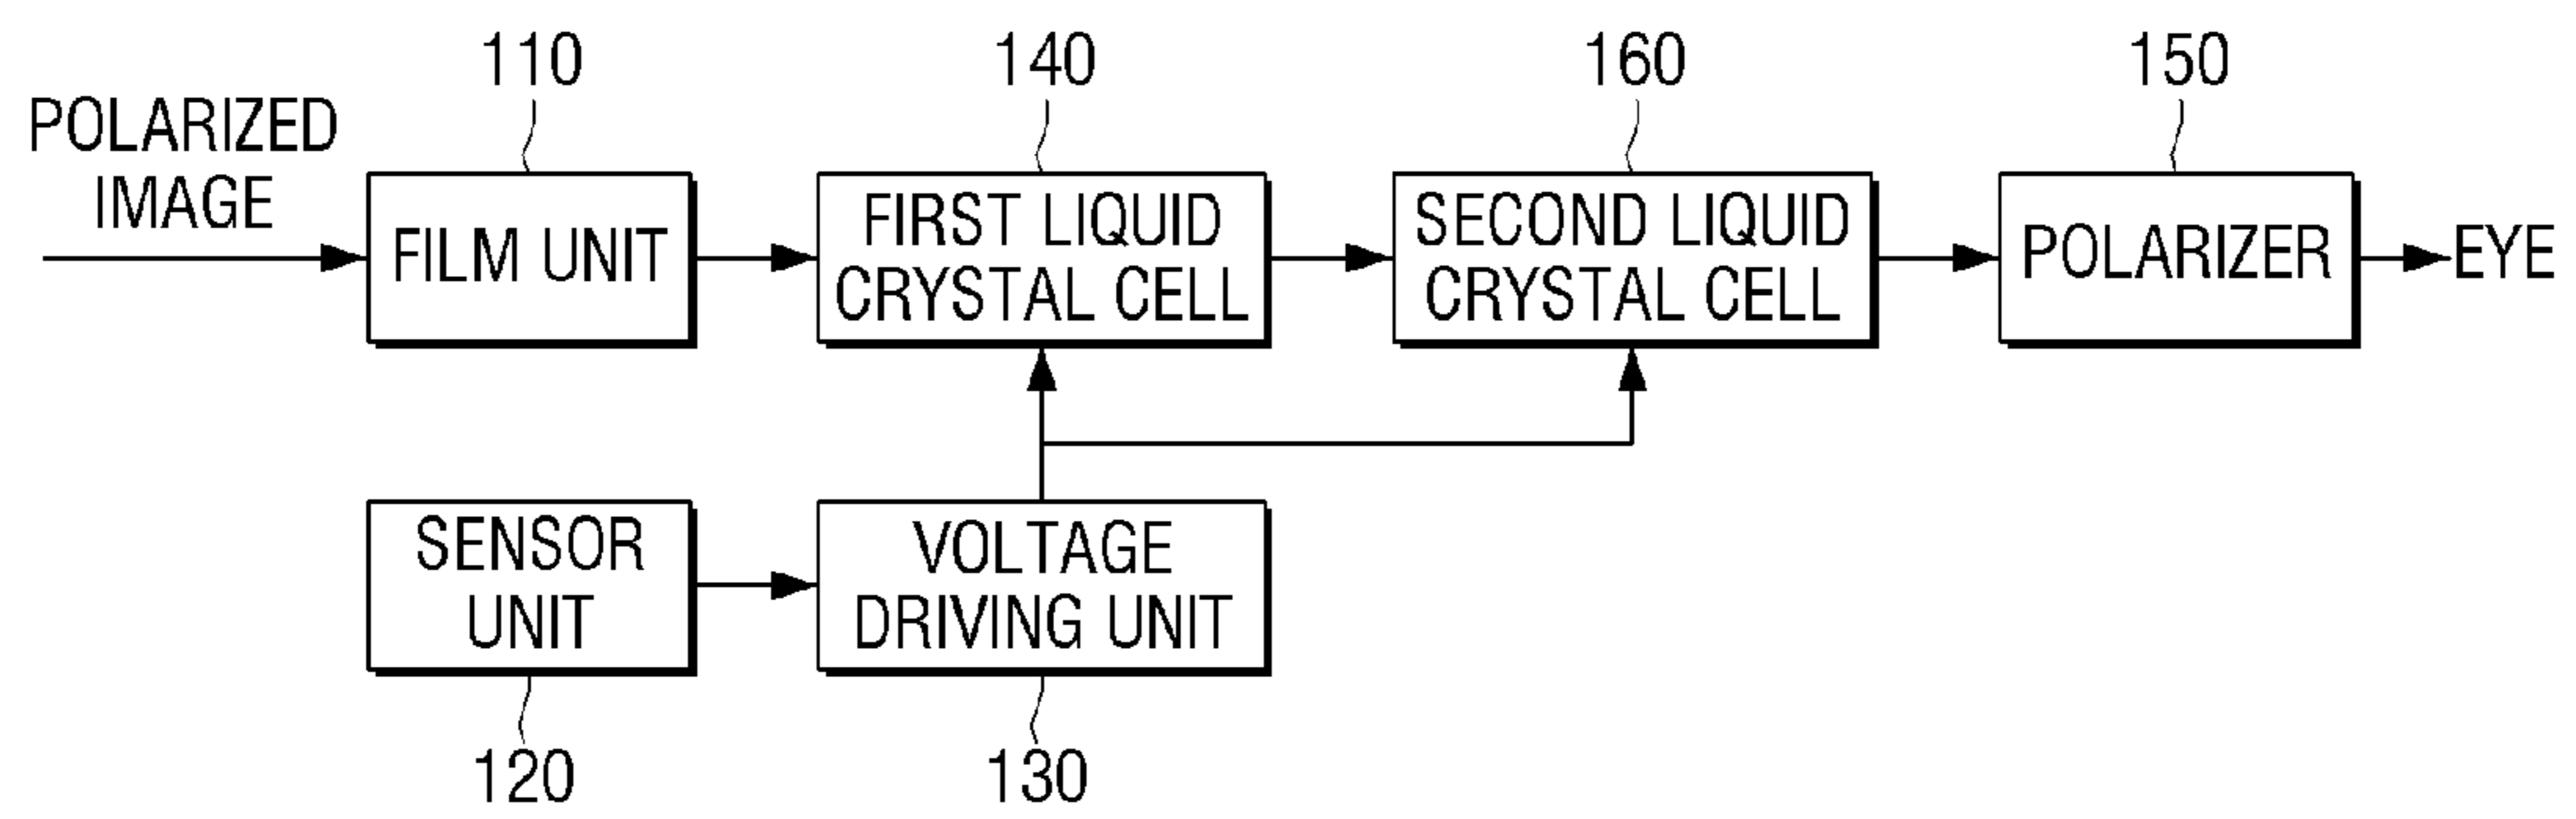 110
140
160
150
POLARIZED
IMAGE
FILM UNIT
FIRST LIQUID
CRYSTAL CELL
SECOND LIQUID
CRYSTAL CELL
POLARIZER
EYE
SENSOR
UNIT
VOLTAGE
DRIVING UNIT
120
130